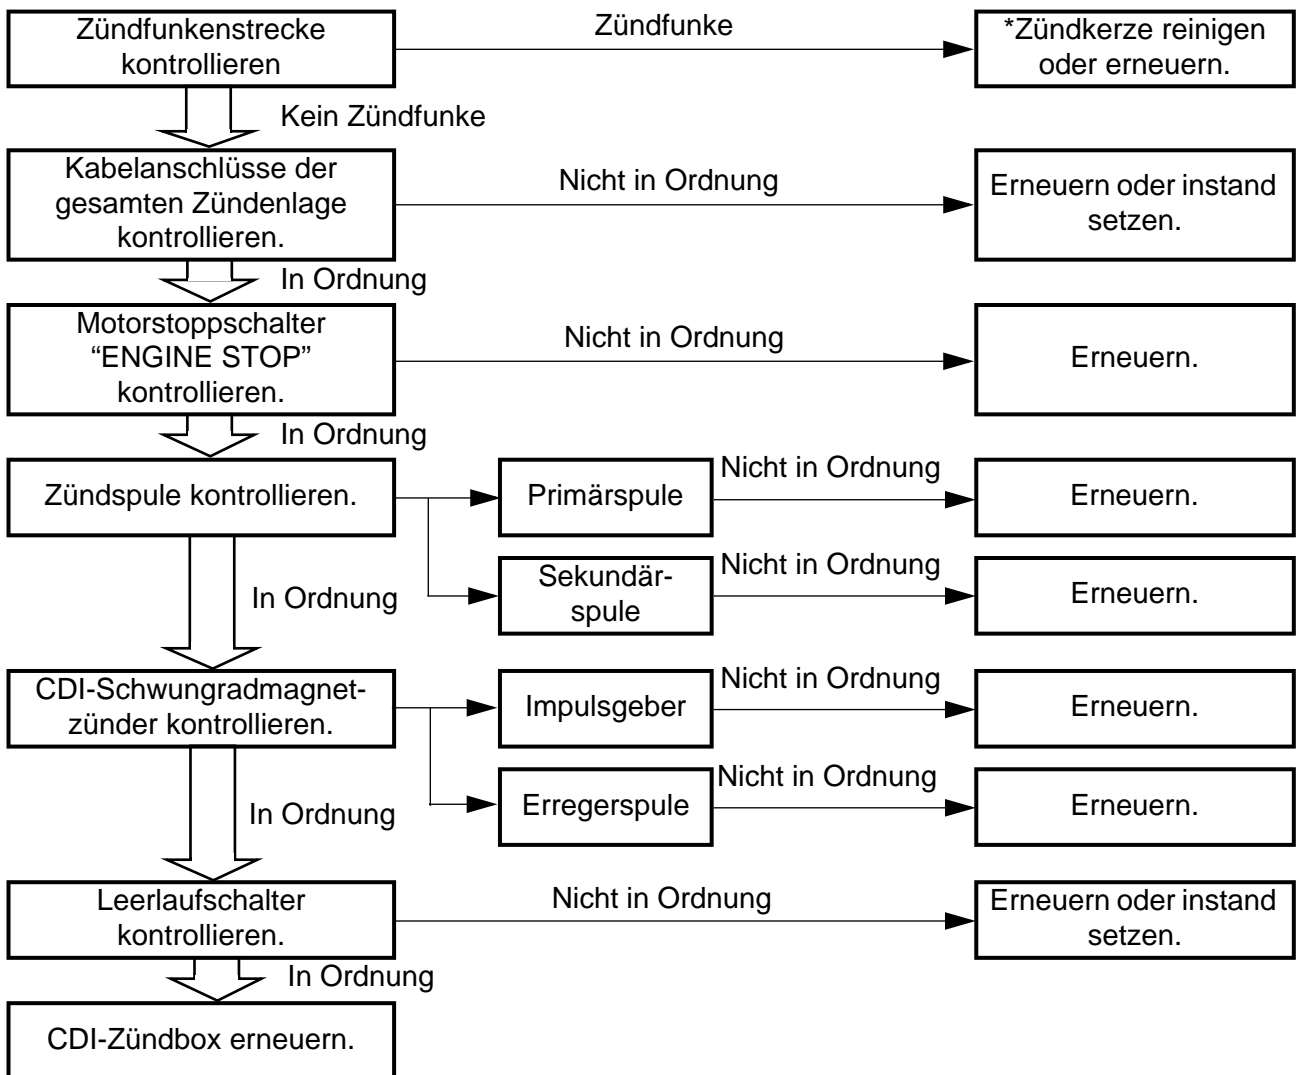 Zündfunkenstrecke
kontrollieren
Zündfunke
*Zündkerze reinigen
oder erneuern.
Kein Zündfunke
Kabelanschlüsse der
gesamten Zündenlage
kontrollieren.
Nicht in Ordnung
Erneuern oder instand
setzen.
In Ordnung
Motorstoppschalter
“ENGINE STOP”
kontrollieren.
Nicht in Ordnung
Erneuern.
In Ordnung
Zündspule kontrollieren.
Primärspule
Nicht in Ordnung
Erneuern.
Sekundär-
spule
Nicht in Ordnung
Erneuern.
In Ordnung
CDI-Schwungradmagnet-
zünder kontrollieren.
Impulsgeber
Nicht in Ordnung
Erneuern.
Erregerspule
Nicht in Ordnung
Erneuern.
In Ordnung
Leerlaufschalter
kontrollieren.
Nicht in Ordnung
Erneuern oder instand
setzen.
In Ordnung
CDI-Zündbox erneuern.